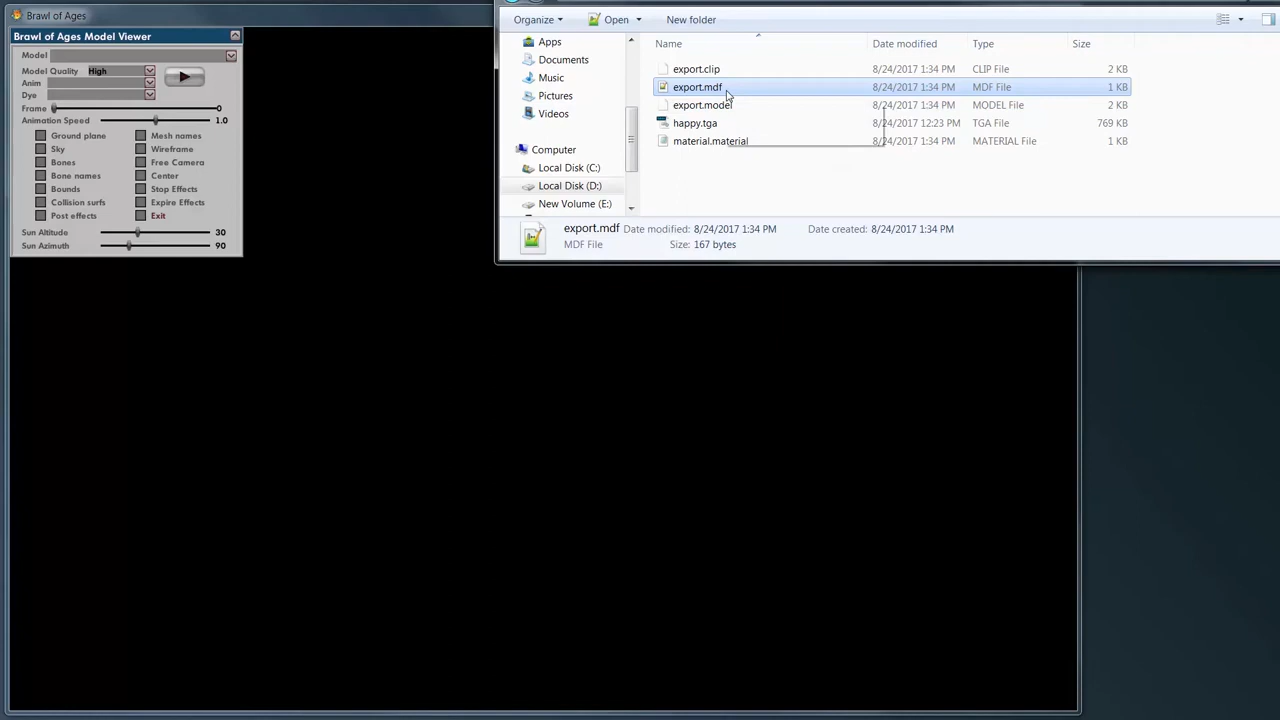 Brawl of Ages
Brawl of Ages Model Viewer
Model
Model Quality High
Anim
Dye
Frame 0
Animation Speed 1.0
Ground plane Mesh names
Sky Wireframe
Bones Free Camera
Bone names Center
Bounds Stop Effects
Collision surfs Expire Effects
Post effects Exit
Sun Altitude 30
Sun Azimuth 90
Organize Open New folder
Apps
Documents
Music
Pictures
Videos
Computer
Local Disk (C:)
Local Disk (D:)
New Volume (E:)
Name Date modified Type Size
export.clip 8/24/2017 1:34 PM CLIP File 2 KB
export.mdf 8/24/2017 1:34 PM MDF File 1 KB
export.model 8/24/2017 1:34 PM MODEL File 2 KB
happy.tga 8/24/2017 12:23 PM TGA File 769 KB
material.material 8/24/2017 1:34 PM MATERIAL File 1 KB
export.mdf Date modified: 8/24/2017 1:34 PM Date created: 8/24/2017 1:34 PM
MDF File Size: 167 bytes